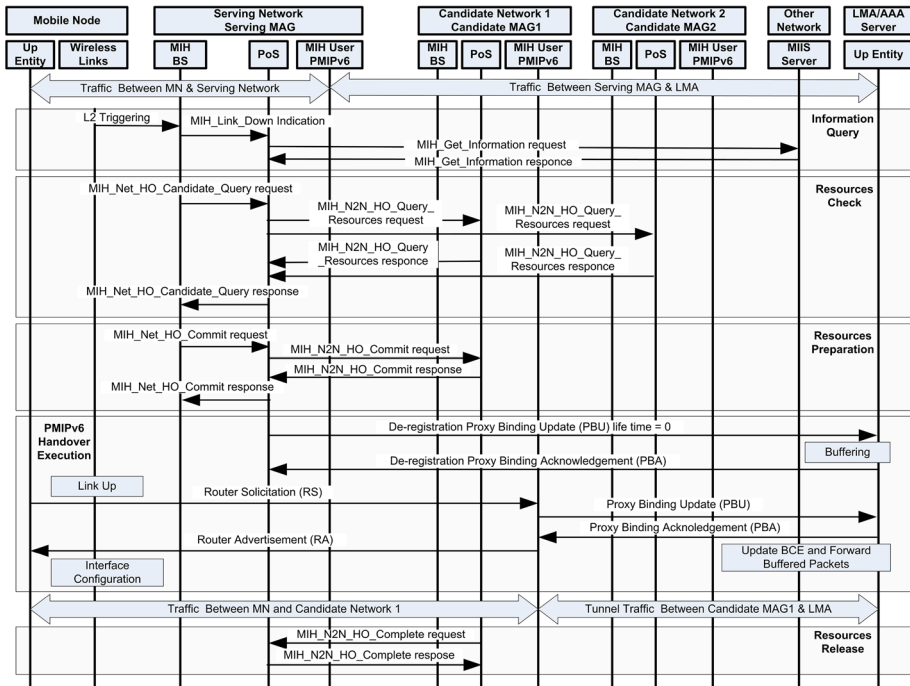 Mobile Node
Serving Network
Serving MAG
Candidate Network 1
Candidate MAG1
Candidate Network 2
Candidate MAG2
Other
Network
LMA/AAA
Server
Up
Entity
Wireless
Links
MIH
BS
PoS
MIH User
PMIPv6
MIH
BS
PoS
MIH User
PMIPv6
MIH
BS
PoS
MIH User
PMIPv6
MIIS
Server
Up Entity
Traffic Between MN & Serving Network
Traffic Between Serving MAG & LMA
L2 Triggering
MIH_Link_Down Indication
Information
Query
MIH_Get_Information request
MIH_Get_Information responce
MIH_Net_HO_Candidate_Query request
Resources
Check
MIH_N2N_HO_Query_
Resources request
MIH_N2N_HO_Query_
Resources request
MIH_N2N_HO_Query
_Resources responce
MIH_N2N_HO_Query_
Resources responce
MIH_Net_HO_Candidate_Query response
MIH_Net_HO_Commit request
Resources
Preparation
MIH_N2N_HO_Commit request
MIH_N2N_HO_Commit response
MIH_Net_HO_Commit response
PMIPv6
Handover
Execution
De-registration Proxy Binding Update (PBU) life time = 0
Buffering
De-registration Proxy Binding Acknowledgement (PBA)
Link Up
Router Solicitation (RS)
Proxy Binding Update (PBU)
Proxy Binding Acknoledgement (PBA)
Router Advertisement (RA)
Update BCE and Forward
Buffered Packets
Interface
Configuration
Traffic Between MN and Candidate Network 1
Tunnel Traffic Between Candidate MAG1 & LMA
MIH_N2N_HO_Complete request
Resources
Release
MIH_N2N_HO_Complete respose